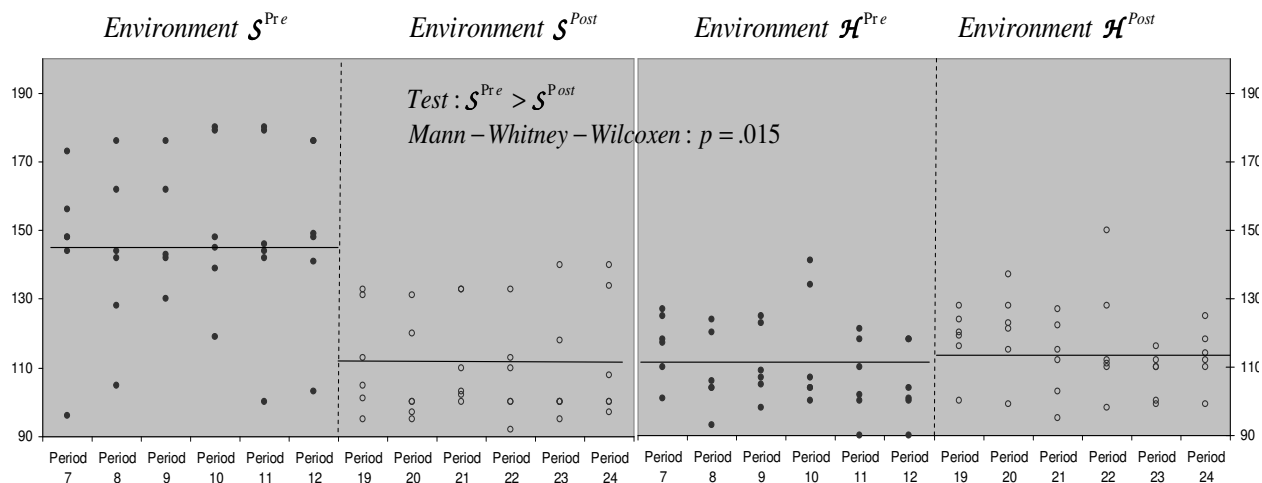 Environment 𝓢^Pre Environment 𝓢^Post Environment 𝓗^Pre Environment 𝓗^Post
190 190
Test : 𝓢^Pre > 𝓢^Post
Mann – Whitney – Wilcoxen : p = .015
170 170
150 150
130 130
110 110
90 90
Period Period Period Period Period Period Period Period Period Period Period Period Period Period Period Period Period Period Period Period Period Period Period Period
7 8 9 10 11 12 19 20 21 22 23 24 7 8 9 10 11 12 19 20 21 22 23 24